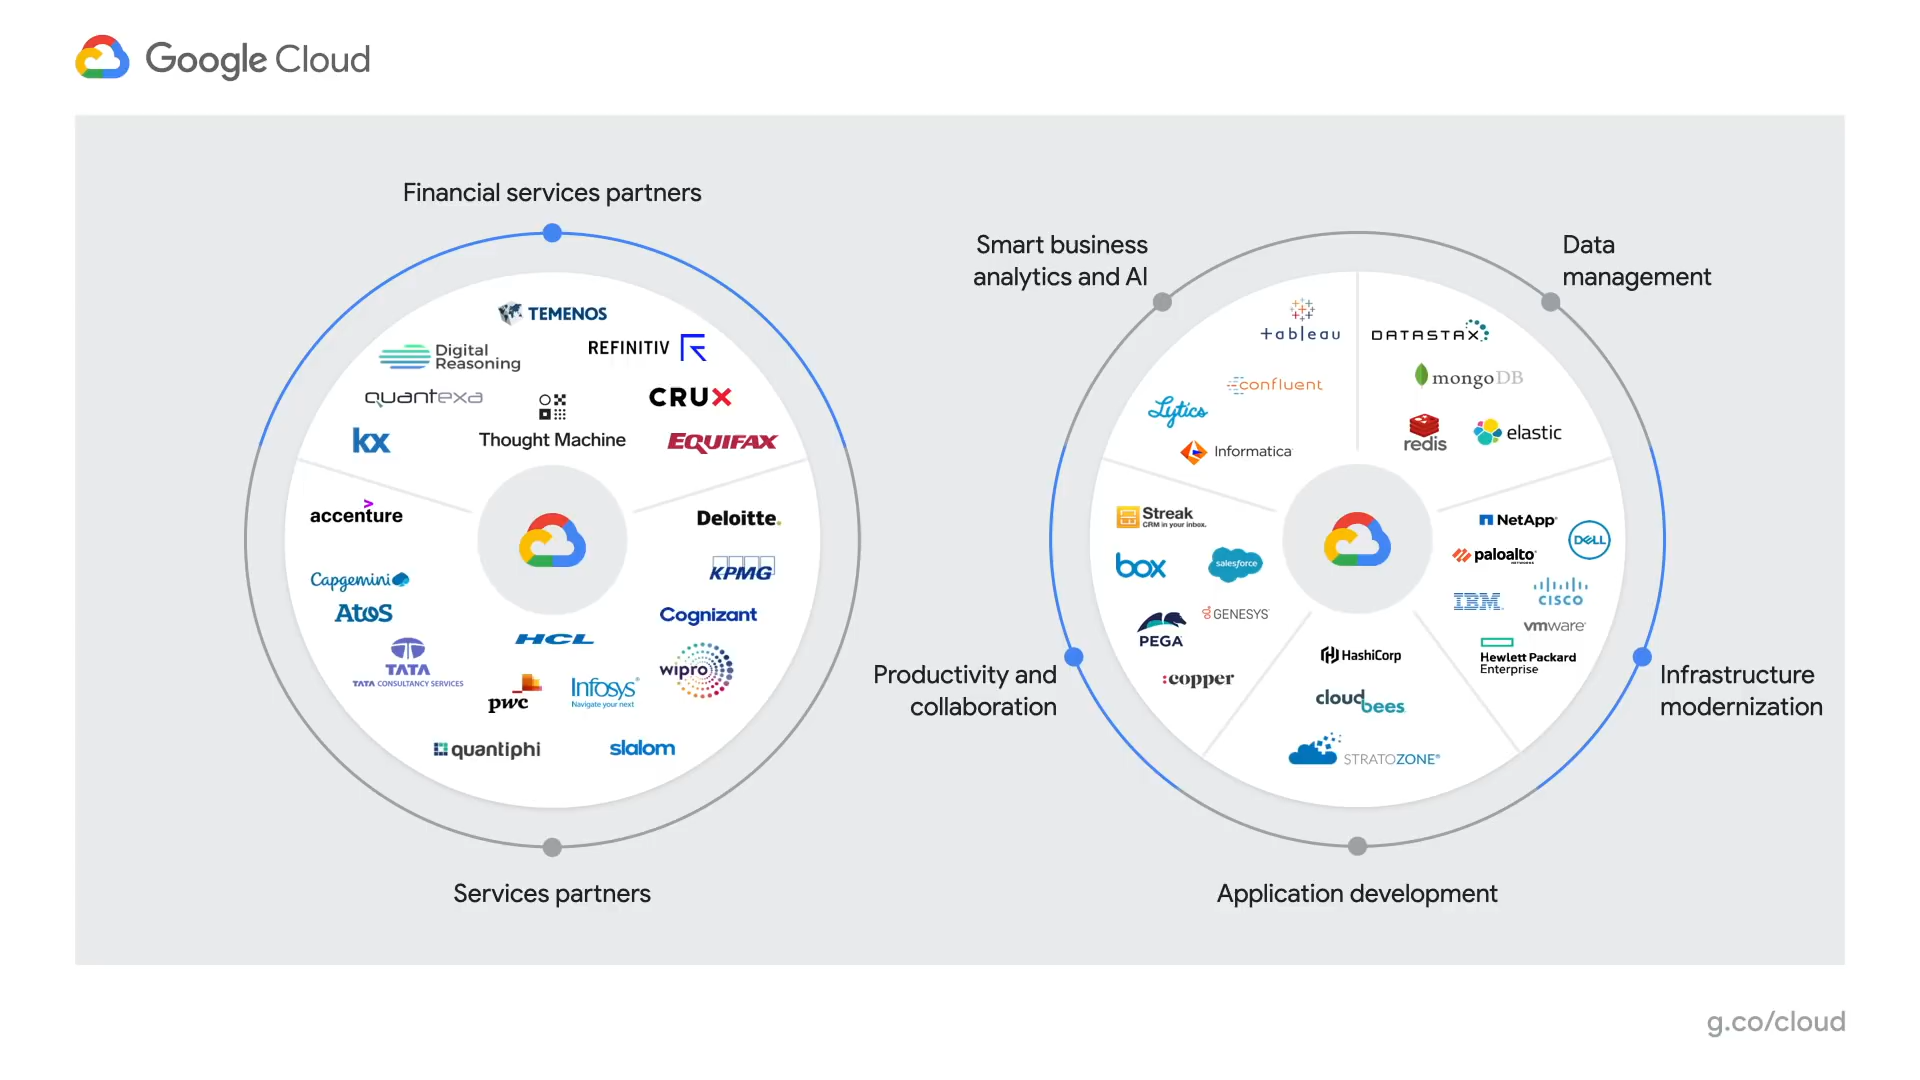 Google Cloud
Financial services partners
TEMENOS
Digital
Reasoning
REFINITIV
quantexa
CRUX
kx
Thought Machine
EQUIFAX
accenture
Deloitte.
Capgemini
KPMG
Atos
Cognizant
HCL
TATA
TATA CONSULTANCY SERVICES
wipro
pwc
Infosys
Navigate your next
quantiphi
slalom
Services partners
Smart business
analytics and AI
Data
management
tableau
DATASTAX
confluent
mongoDB
Lytics
Informatica
redis
elastic
Streak
CRM in your inbox.
NetApp
DELL
paloalto
NETWORKS
box
salesforce
IBM
CISCO
GENESYS
vmware
PEGA
HashiCorp
Hewlett Packard
Enterprise
:copper
cloudbees
STRATOZONE®
Productivity and
collaboration
Infrastructure
modernization
Application development
g.co/cloud